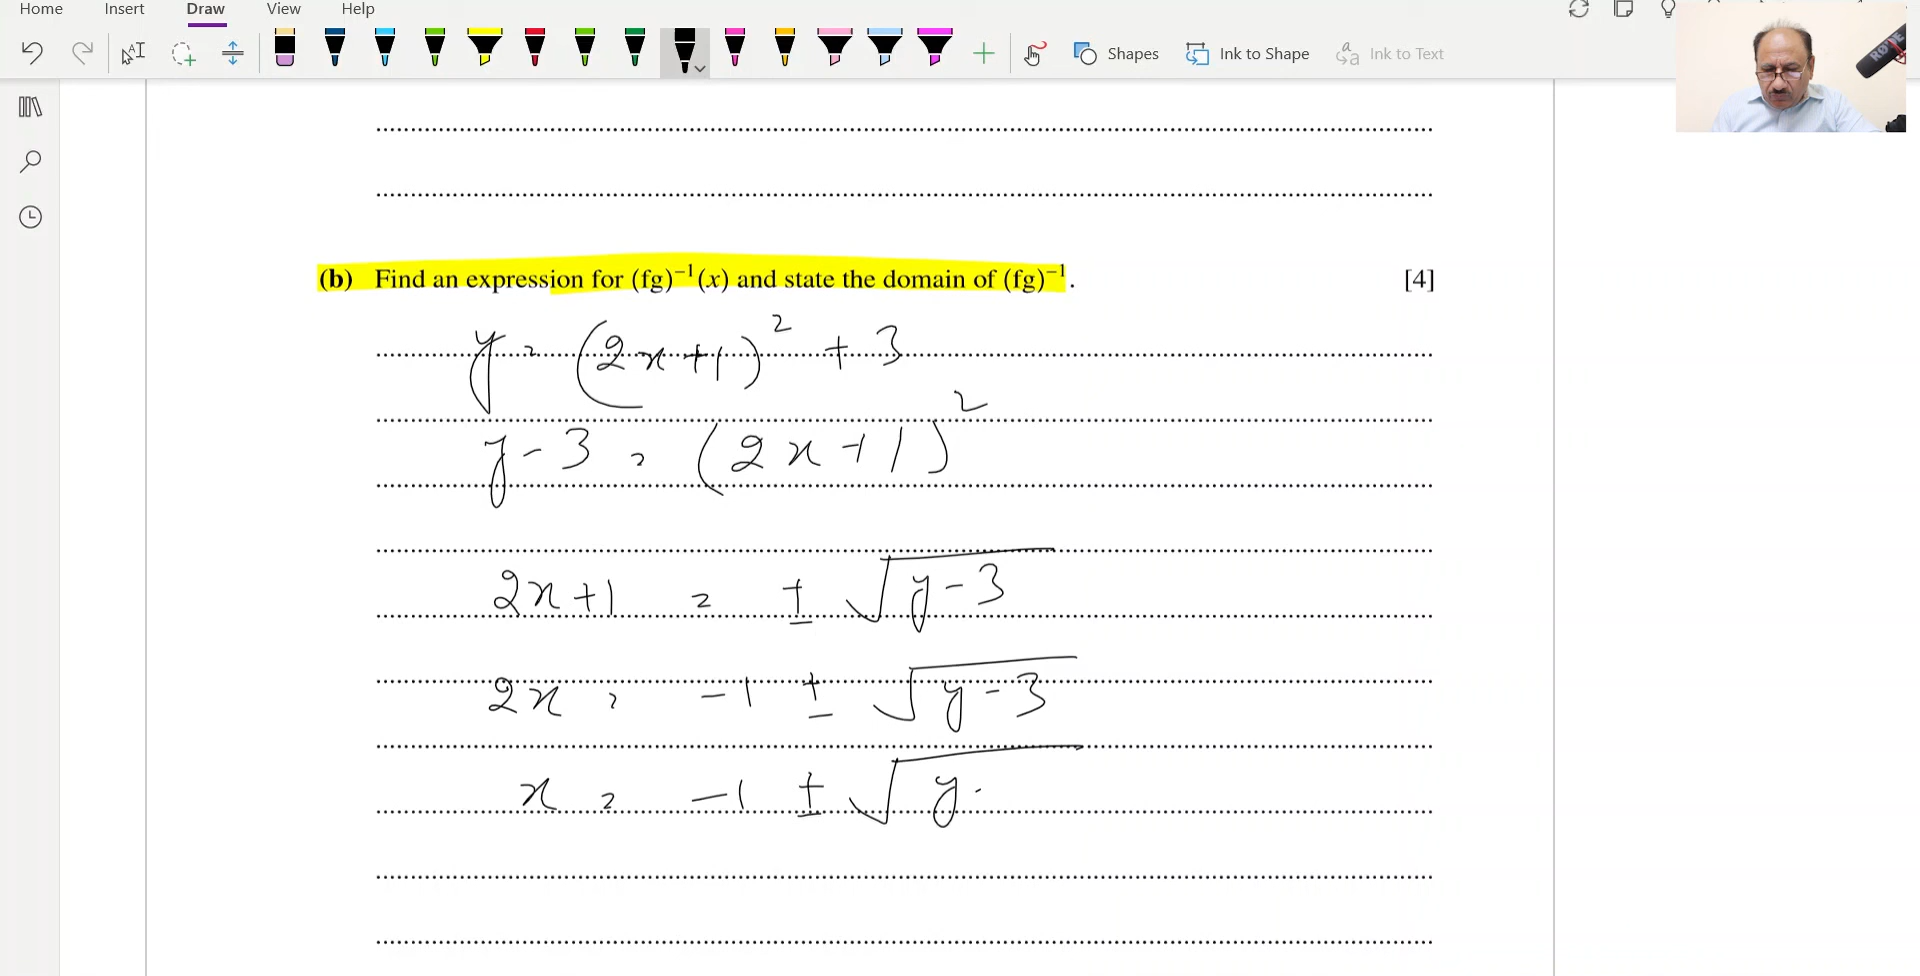 Home Insert Draw View Help
Shapes Ink to Shape Ink to Text
RØDE
(b) Find an expression for (fg)⁻¹(x) and state the domain of (fg)⁻¹. [4]
y = (2x+1)² + 3
y-3 = (2x+1)²
2x+1 = ± √(y-3)
2x = -1 ± √(y-3)
x = -1 ± √y-